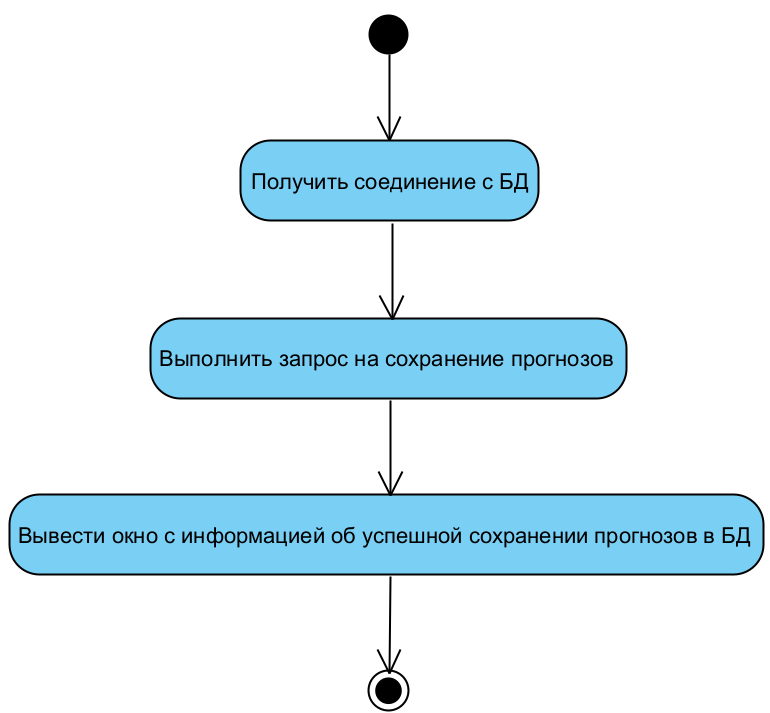 Получить соединение с БД
Выполнить запрос на сохранение прогнозов
Вывести окно с информацией об успешной сохранении прогнозов в БД